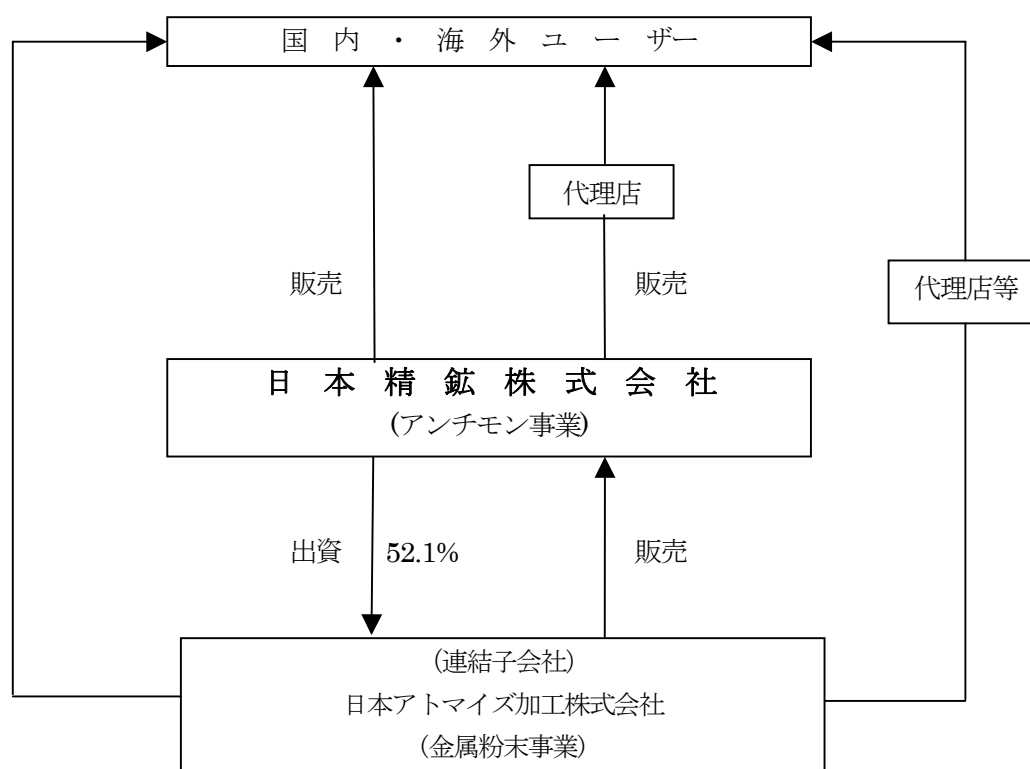 国内・海外ユーザー
代理店
販売
販売
代理店等
日本精鉱株式会社
(アンチモン事業)
出資 52.1%
販売
(連結子会社)
日本アトマイズ加工株式会社
(金属粉末事業)